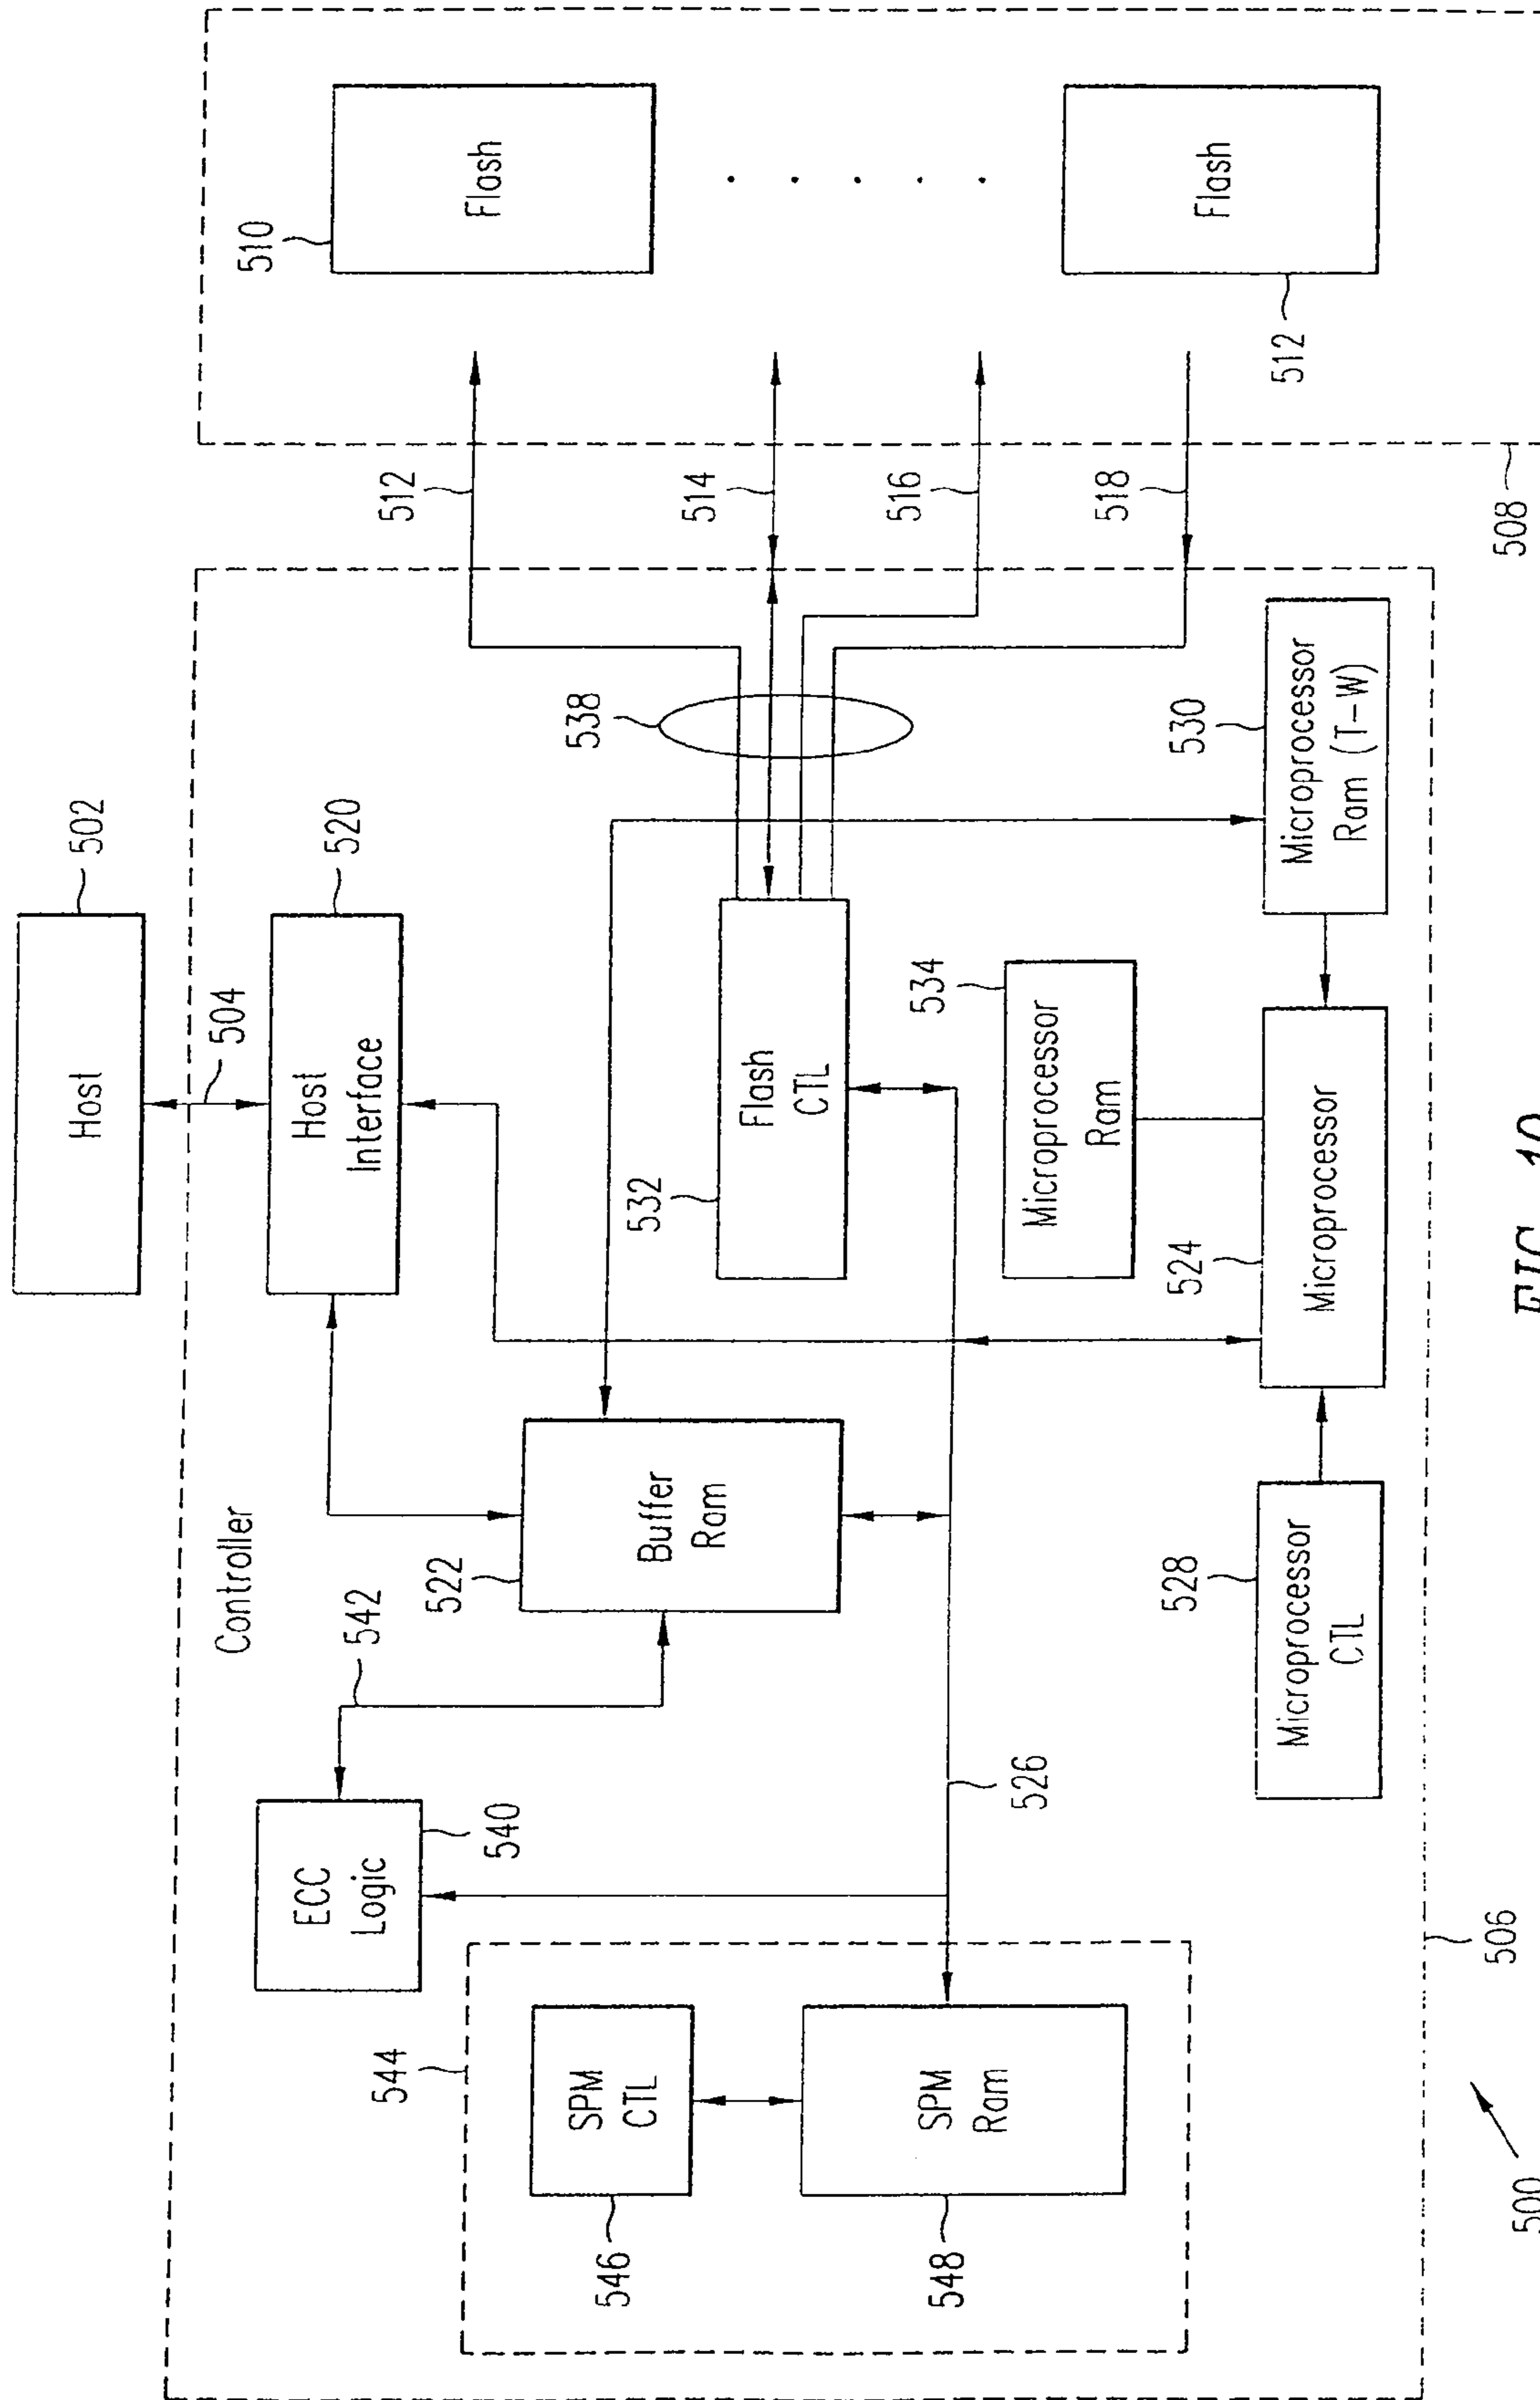 Host
502
504
Controller
510
ECC
Logic
540
542
Host
Interface
520
Flash
512
544
546
SPM
CTL
522
Buffer
Ram
538
514
532
Flash
CTL
516
548
SPM
Ram
526
534
Microprocessor
Ram
518
528
Microprocessor
CTL
524
Microprocessor
530
Microprocessor
Ram (T-W)
Flash
512
506
508
500
FIG. 10